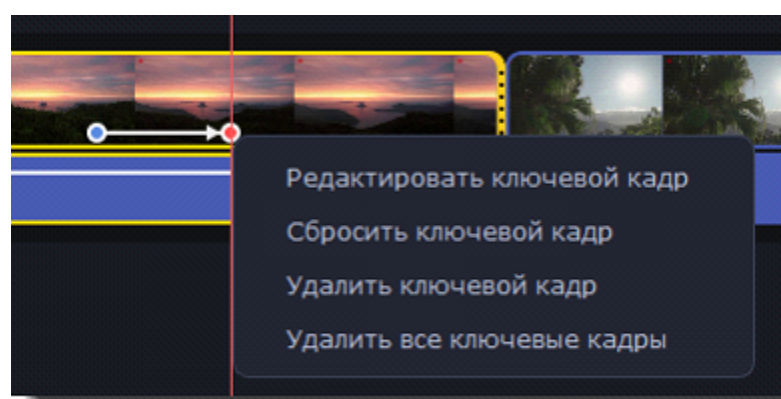 Редактировать ключевой кадр
Сбросить ключевой кадр
Удалить ключевой кадр
Удалить все ключевые кадры